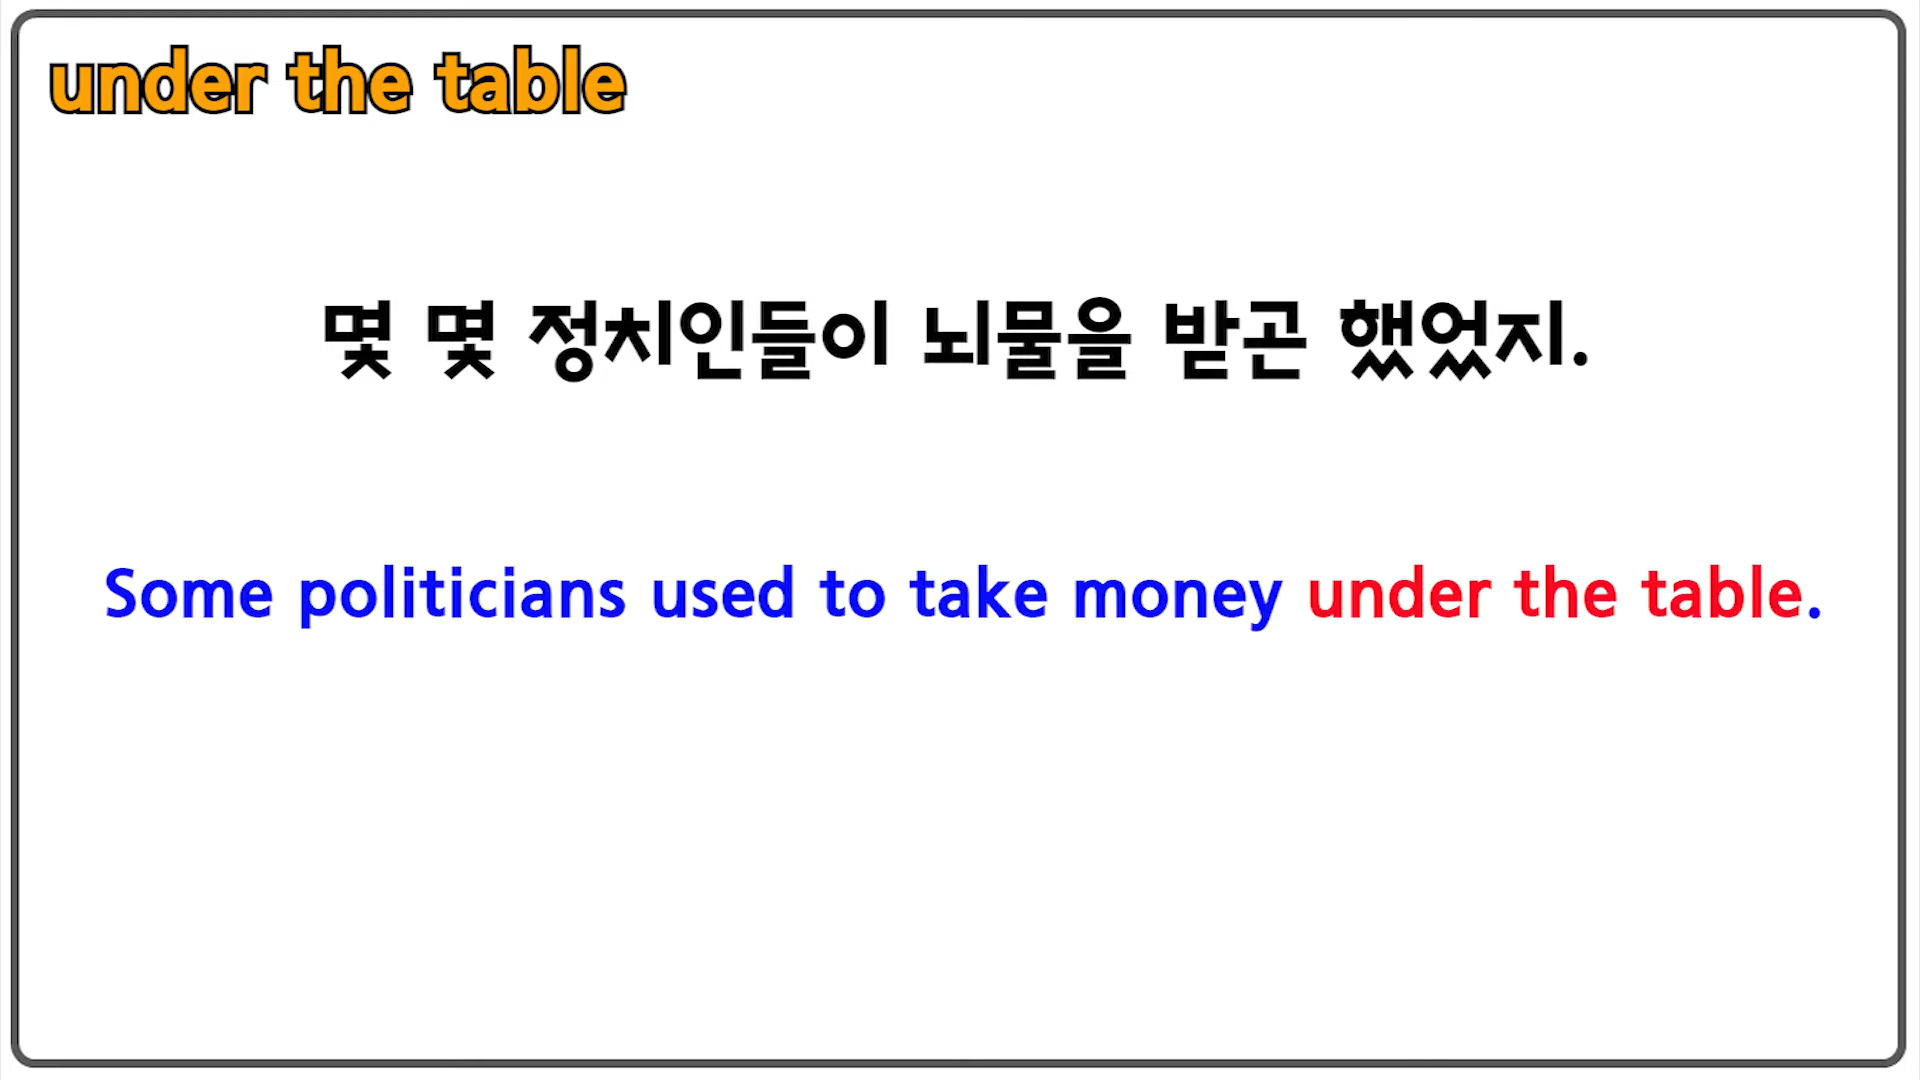 under the table
몇 몇 정치인들이 뇌물을 받곤 했었지.
Some politicians used to take money under the table.